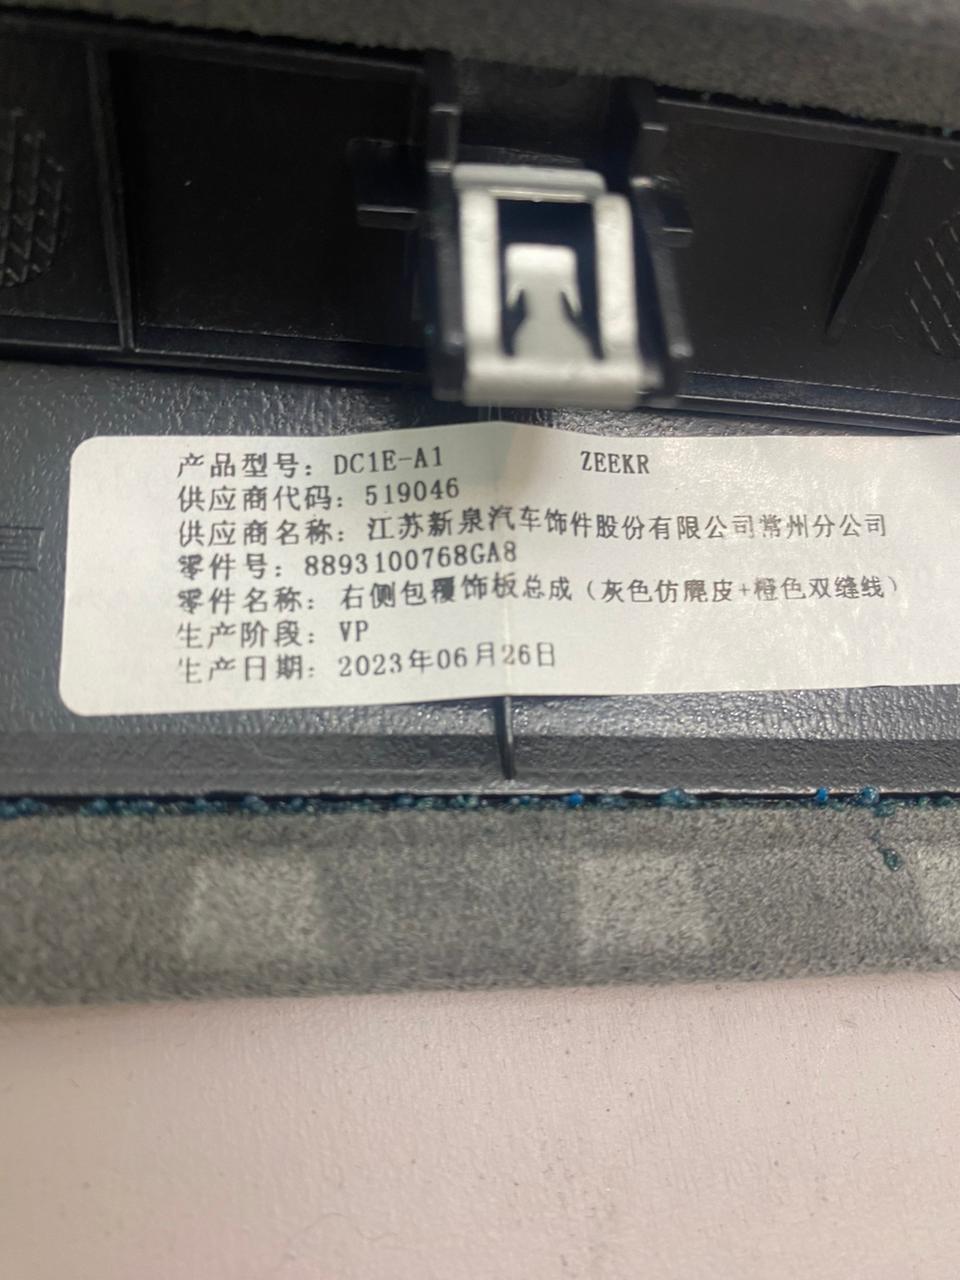 产品型号：DC1E-A1 ZEEKR
供应商代码：519046
供应商名称：江苏新泉汽车饰件股份有限公司常州分公司
零件号：8893100768GA8
零件名称：右侧包覆饰板总成（灰色仿麂皮+橙色双缝线）
生产阶段：VP
生产日期：2023年06月26日